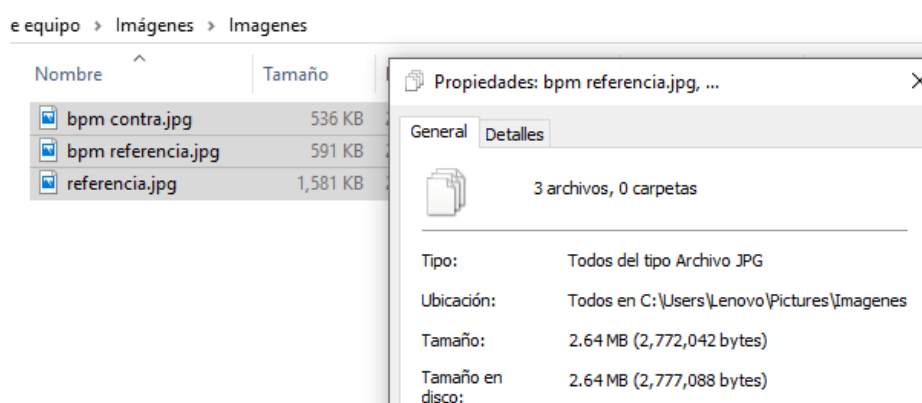 e equipo > Imágenes > Imagenes
Nombre Tamaño
bpm contra.jpg 536 KB
bpm referencia.jpg 591 KB
referencia.jpg 1,581 KB
Propiedades: bpm referencia.jpg, ...
General Detalles
3 archivos, 0 carpetas
Tipo: Todos del tipo Archivo JPG
Ubicación: Todos en C:\Users\Lenovo\Pictures\Imagenes
Tamaño: 2.64 MB (2,772,042 bytes)
Tamaño en
disco: 2.64 MB (2,777,088 bytes)